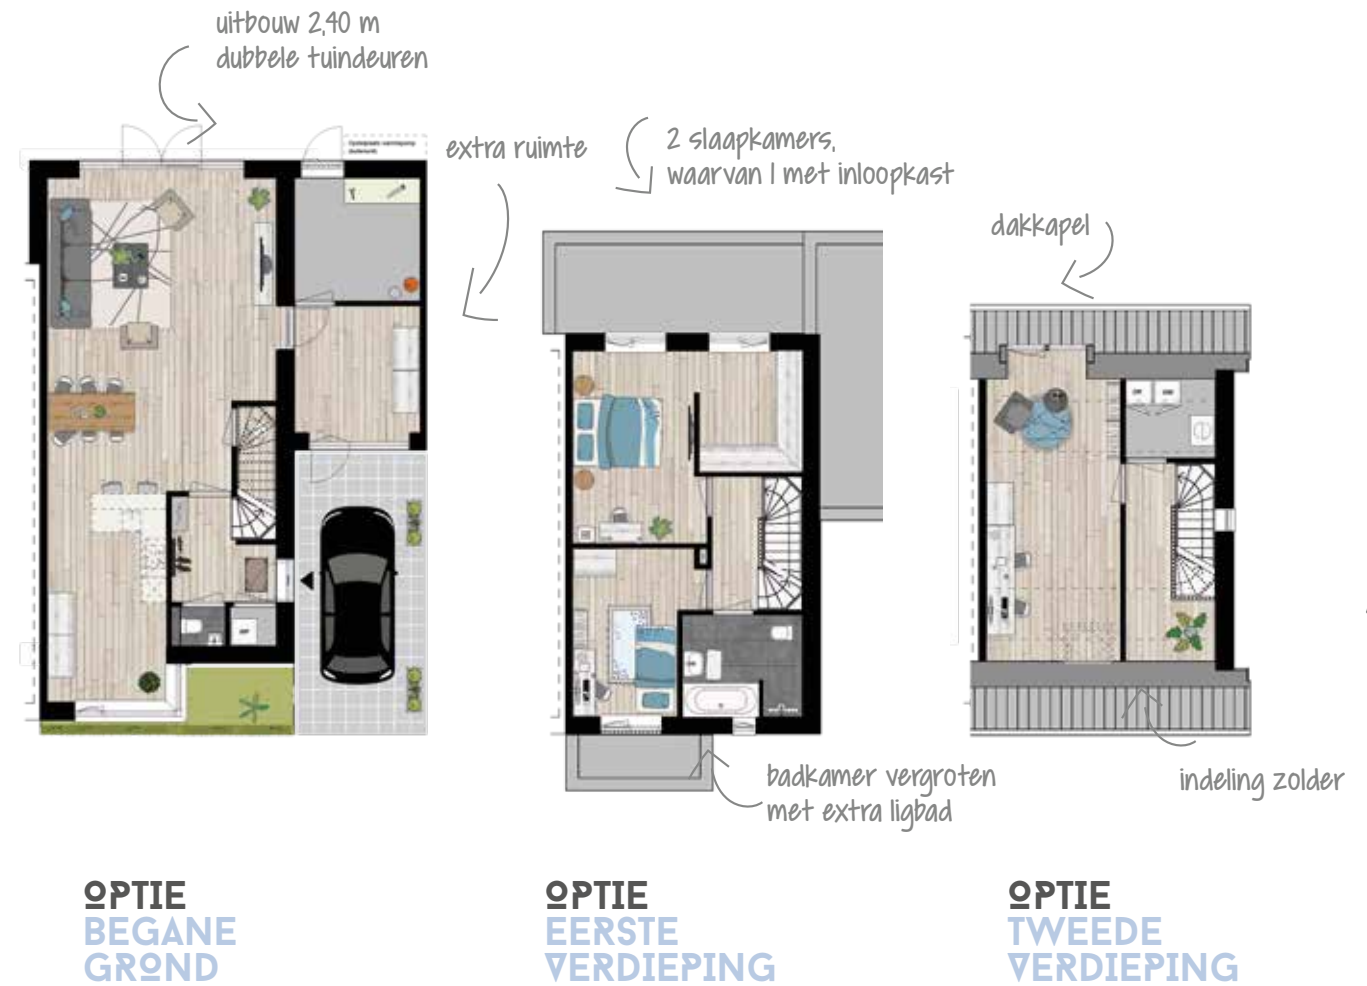 uitbouw 2,40 m
dubbele tuindeuren
extra ruimte
2 slaapkamers,
waarvan 1 met inloopkast
dakkapel
badkamer vergroten
met extra ligbad
indeling zolder
OPTIE
BEGANE
GROND
OPTIE
EERSTE
VERDIEPING
OPTIE
TWEEDE
VERDIEPING